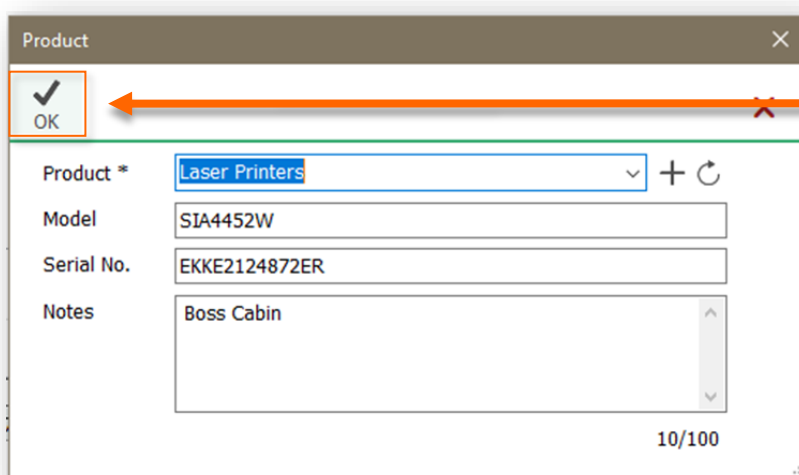 Product
OK
Product * Laser Printers
Model SIA4452W
Serial No. EKKE2124872ER
Notes Boss Cabin
10/100